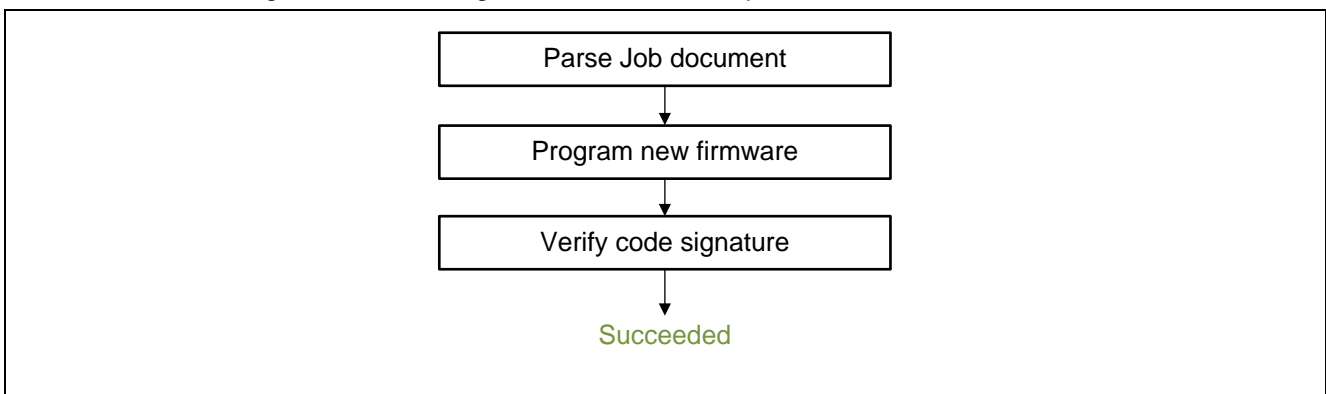 Parse Job document
Program new firmware
Verify code signature
Succeeded